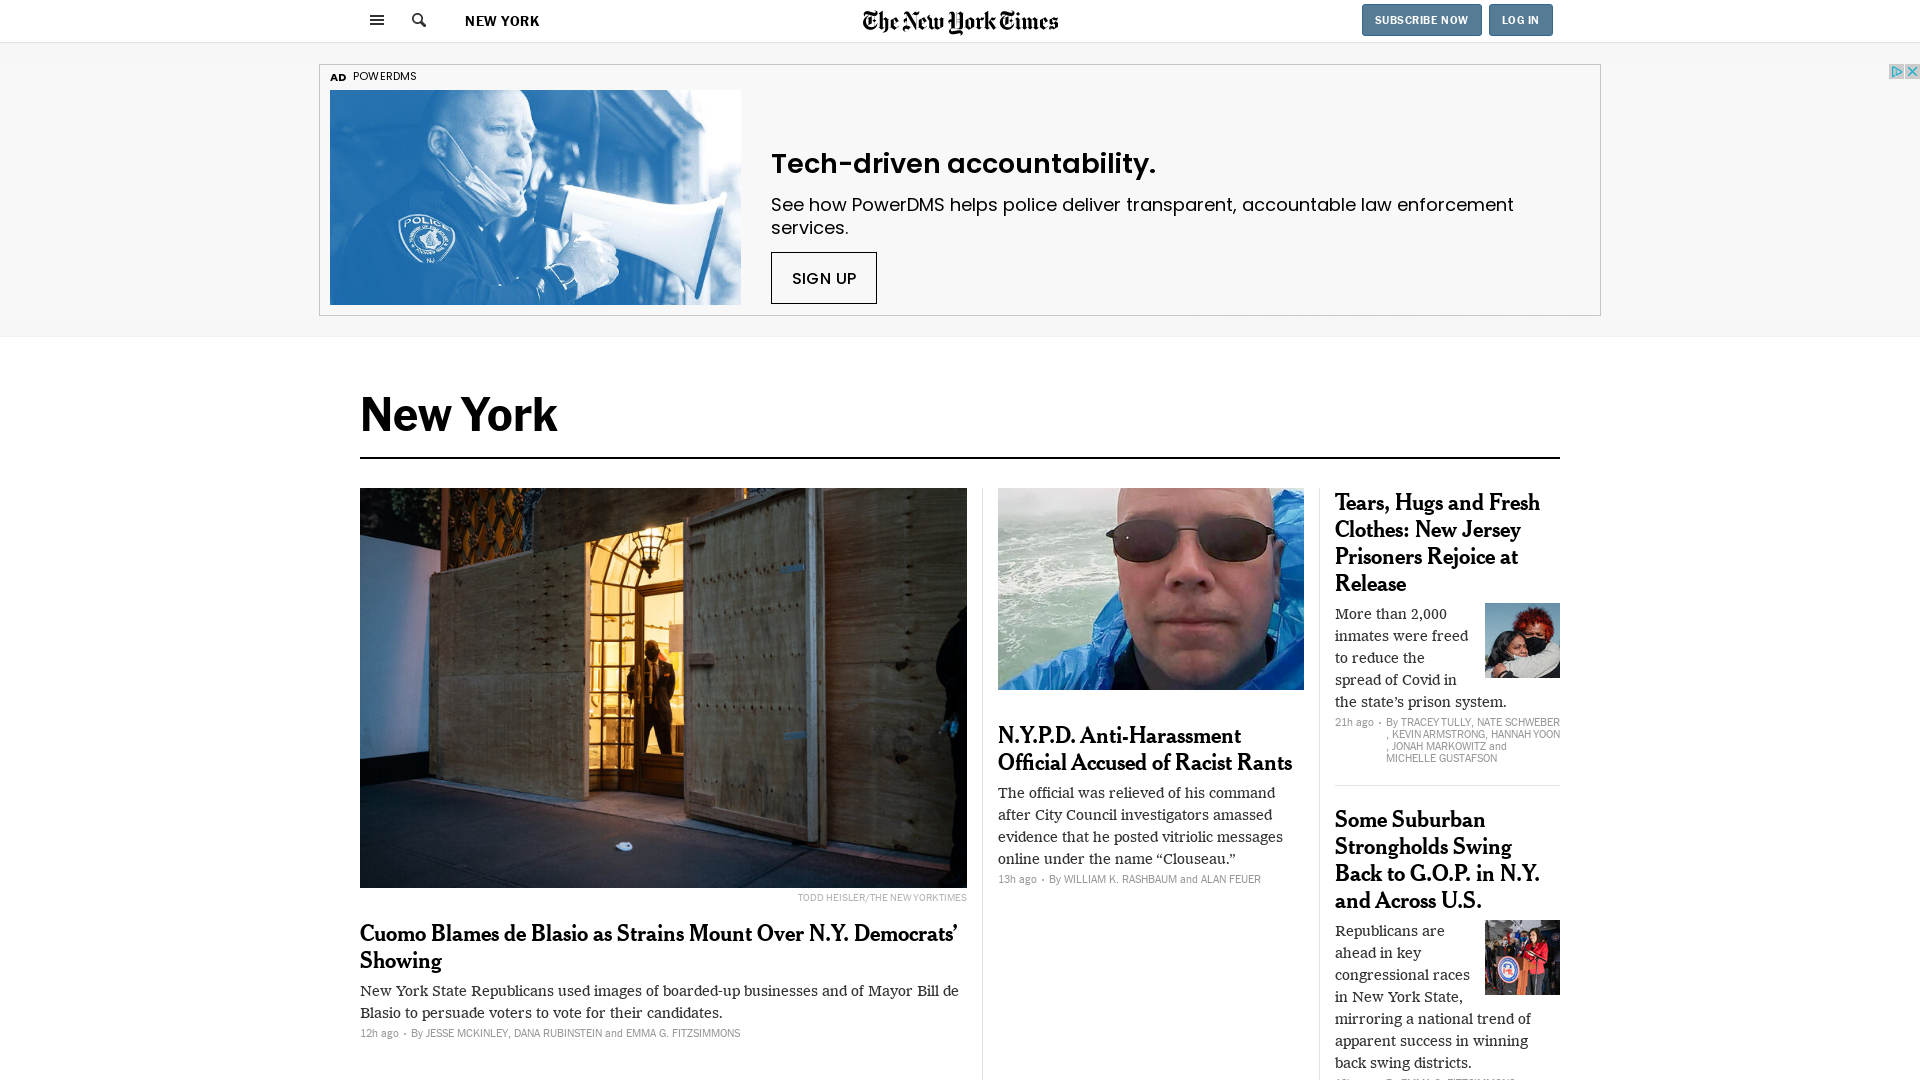 NEW YORK
The New York Times
SUBSCRIBE NOW
LOG IN
AD POWERDMS
POLICE
NJ
Tech-driven accountability.
See how PowerDMS helps police deliver transparent, accountable law enforcement
services.
SIGN UP
New York
TODD HEISLER/THE NEW YORK TIMES
Cuomo Blames de Blasio as Strains Mount Over N.Y. Democrats’
Showing
New York State Republicans used images of boarded-up businesses and of Mayor Bill de
Blasio to persuade voters to vote for their candidates.
12h ago · By JESSE MCKINLEY, DANA RUBINSTEIN and EMMA G. FITZSIMMONS
N.Y.P.D. Anti-Harassment
Official Accused of Racist Rants
The official was relieved of his command
after City Council investigators amassed
evidence that he posted vitriolic messages
online under the name “Clouseau.”
13h ago · By WILLIAM K. RASHBAUM and ALAN FEUER
Tears, Hugs and Fresh
Clothes: New Jersey
Prisoners Rejoice at
Release
More than 2,000
inmates were freed
to reduce the
spread of Covid in
the state’s prison system.
21h ago · By TRACEY TULLY, NATE SCHWEBER
, KEVIN ARMSTRONG, HANNAH YOON
, JONAH MARKOWITZ and
MICHELLE GUSTAFSON
Some Suburban
Strongholds Swing
Back to G.O.P. in N.Y.
and Across U.S.
Republicans are
ahead in key
congressional races
in New York State,
mirroring a national trend of
apparent success in winning
back swing districts.